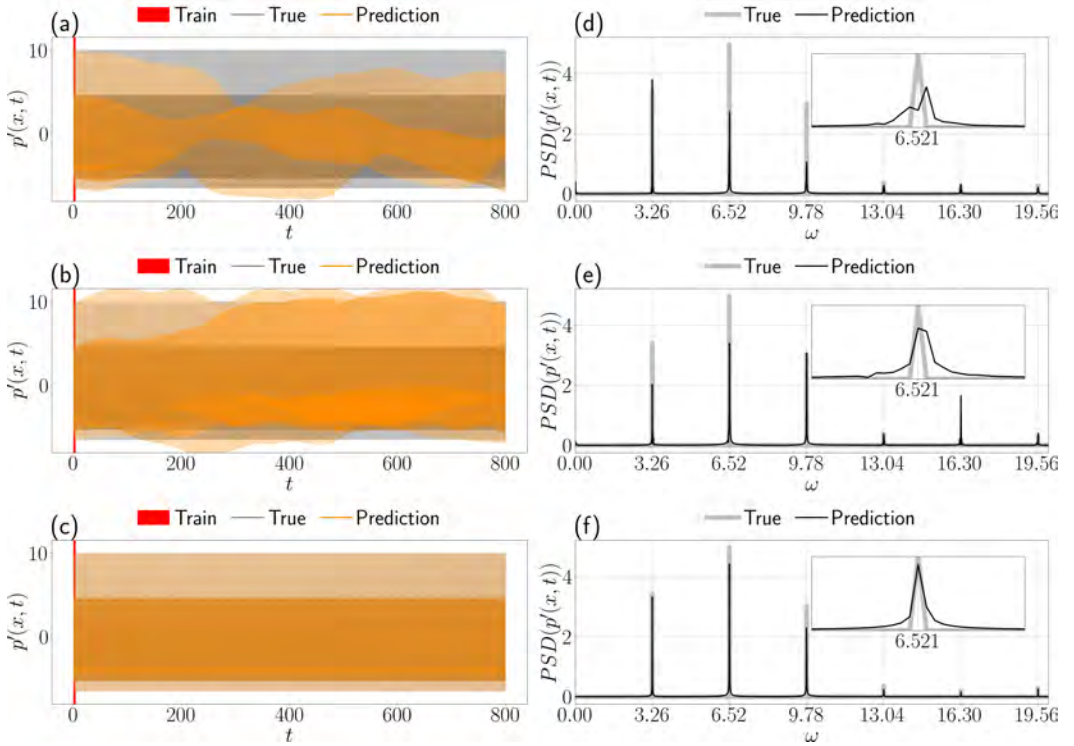 (a) Train True Prediction
10
0
p′(x, t)
0 200 400 600 800
t
(d) True Prediction
4
2
0
PSD(p′(x, t))
6.521
0.00 3.26 6.52 9.78 13.04 16.30 19.56
ω
(b) Train True Prediction
10
0
p′(x, t)
0 200 400 600 800
t
(e) True Prediction
4
2
0
PSD(p′(x, t))
6.521
0.00 3.26 6.52 9.78 13.04 16.30 19.56
ω
(c) Train True Prediction
10
0
p′(x, t)
0 200 400 600 800
t
(f) True Prediction
4
2
0
PSD(p′(x, t))
6.521
0.00 3.26 6.52 9.78 13.04 16.30 19.56
ω